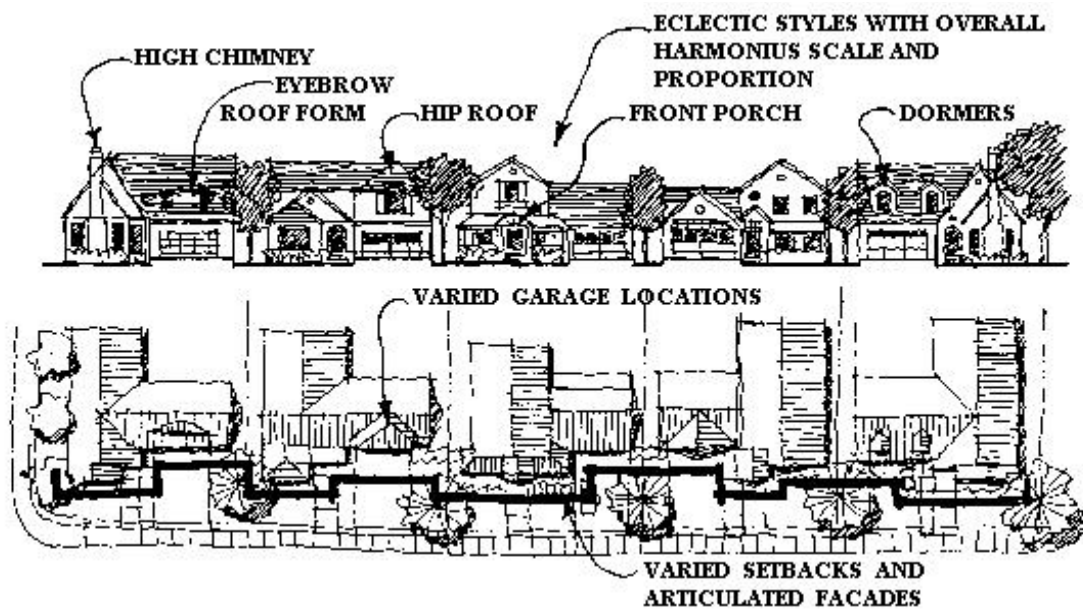 ECLECTIC STYLES WITH OVERALL
HARMONIUS SCALE AND
PROPORTION
HIGH CHIMNEY
EYEBROW
ROOF FORM
HIP ROOF
FRONT PORCH
DORMERS
VARIED GARAGE LOCATIONS
VARIED SETBACKS AND
ARTICULATED FACADES